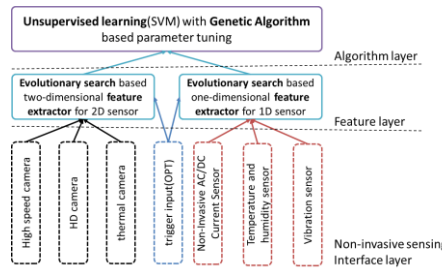 Unsupervised learning(SVM) with Genetic Algorithm
based parameter tuning
Algorithm layer
Evolutionary search based
two-dimensional feature
extractor for 2D sensor
Evolutionary search based
one-dimensional feature
extractor for 1D sensor
Feature layer
High speed camera
HD camera
thermal camera
trigger input(OPT)
Non-Invasive AC/DC
Current Sensor
Temperature and
humidity sensor
Vibration sensor
Non-invasive sensing
Interface layer